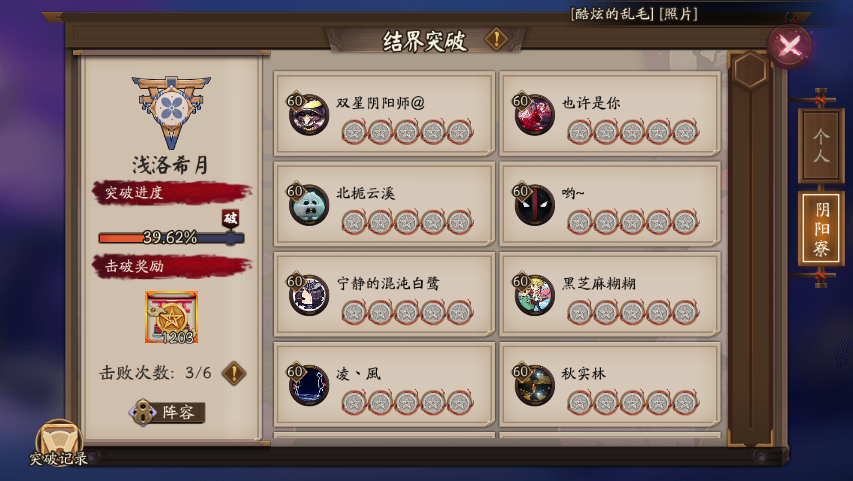 [酷炫的乱毛] [照片]
结界突破
浅洛希月
突破进度
破
39.62%
击破奖励
1203
击败次数: 3/6
阵容
突破记录
60
双星阴阳师@
60
也许是你
60
北栀云溪
60
哟~
60
宁静的混沌白鹭
60
黑芝麻糊糊
60
凌丶風
60
秋实林
个人
阴阳寮